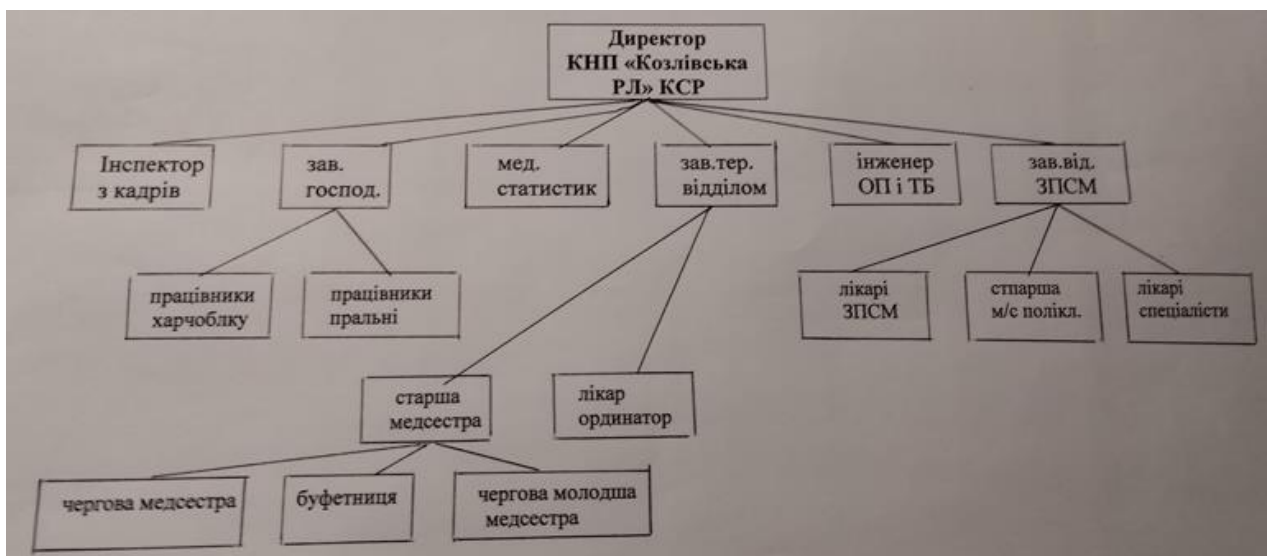 Директор
КНП «Козлівська
РЛ» КСР
Інспектор
з кадрів
зав.
господ.
мед.
статистик
зав.тер.
відділом
інженер
ОП і ТБ
зав.від.
ЗПСМ
працівники
харчоблку
працівники
пральні
лікарі
ЗПСМ
стпарша
м/с полікл.
лікарі
спеціалісти
старша
медсестра
лікар
ординатор
чергова медсестра
буфетниця
чергова молодша
медсестра